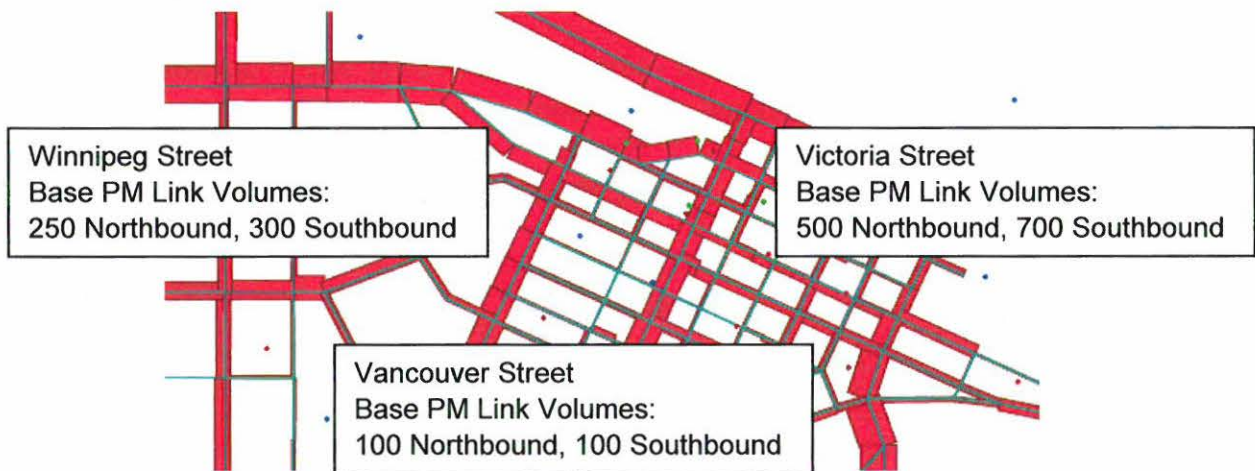 Winnipeg Street
Base PM Link Volumes:
250 Northbound, 300 Southbound
Victoria Street
Base PM Link Volumes:
500 Northbound, 700 Southbound
Vancouver Street
Base PM Link Volumes:
100 Northbound, 100 Southbound